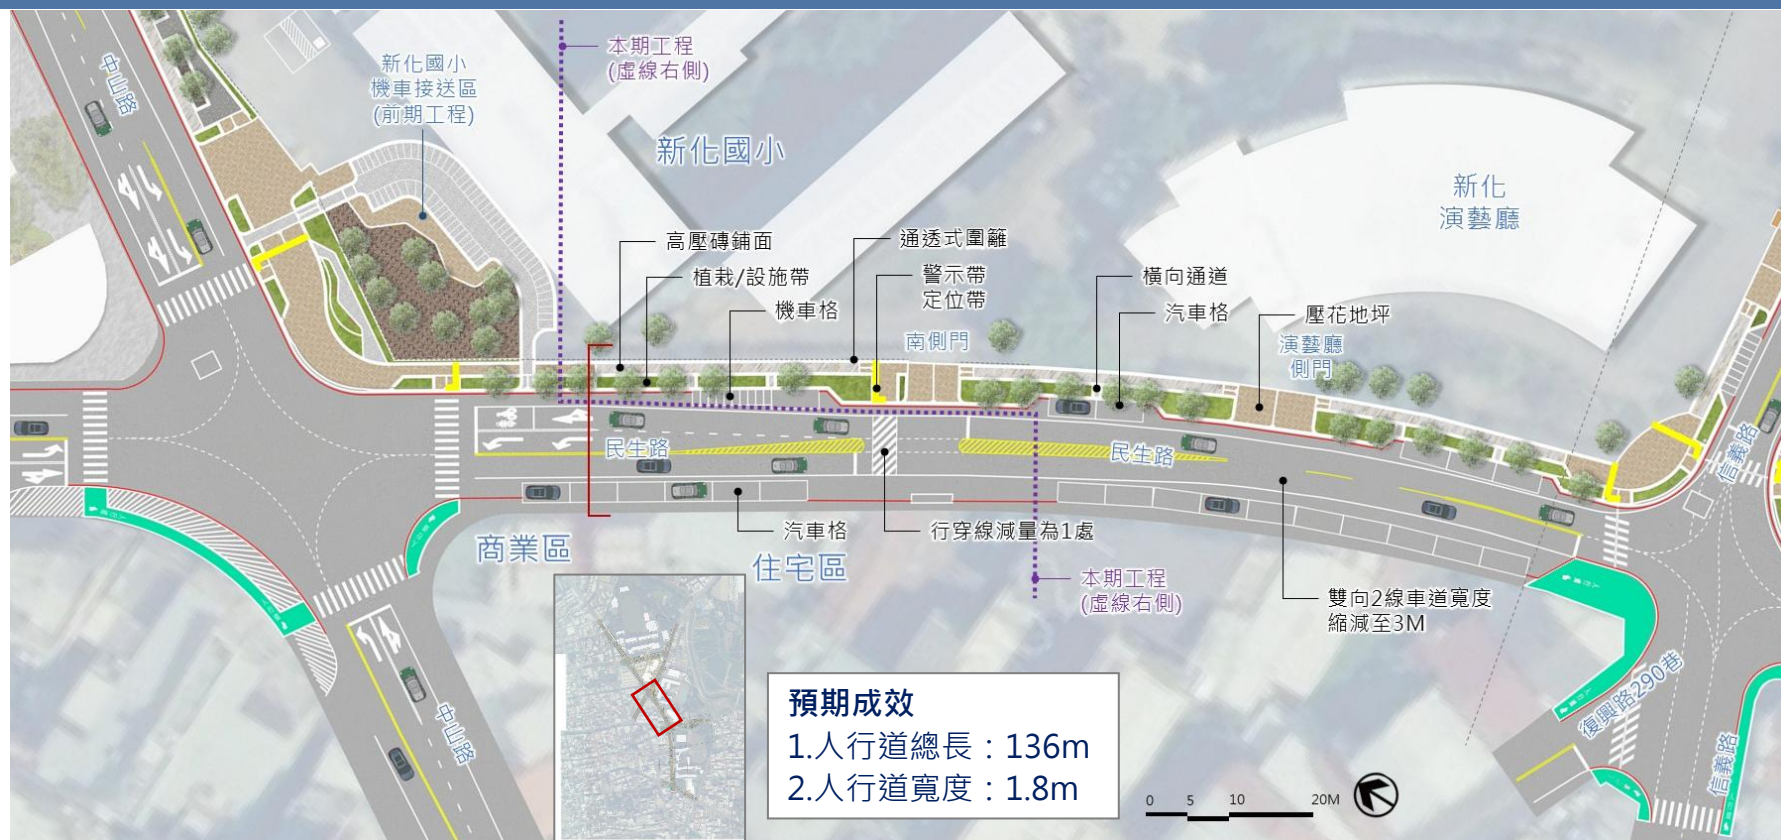 中山路
新化國小
機車接送區
(前期工程)
本期工程
(虛線右側)
新化國小
新化
演藝廳
高壓磚鋪面
植栽/設施帶
機車格
通透式圍籬
警示帶
定位帶
南側門
橫向通道
汽車格
壓花地坪
演藝廳
側門
信義路
民生路
民生路
汽車格
行穿線減量為1處
商業區
住宅區
本期工程
(虛線右側)
雙向2線車道寬度
縮減至3M
中山路
復興路290巷
信義路
預期成效
1.人行道總長：136m
2.人行道寬度：1.8m
0 5 10 20M